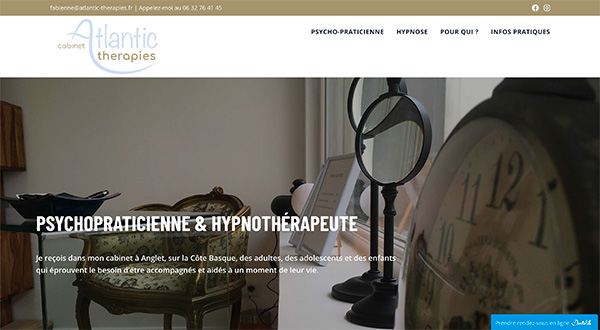 fabienne@atlantic-therapies.fr | Appelez-moi au 06 32 76 41 45
cabinet Atlantic
therapies
PSYCHO-PRATICIENNE HYPNOSE POUR QUI ? INFOS PRATIQUES
PSYCHOPRATICIENNE & HYPNOTHÉRAPEUTE
Je reçois dans mon cabinet à Anglet, sur la Côte Basque, des adultes, des adolescents et des enfants
qui éprouvent le besoin d'être accompagnés et aidés à un moment de leur vie.
Prendre rendez-vous en ligne Doctolib